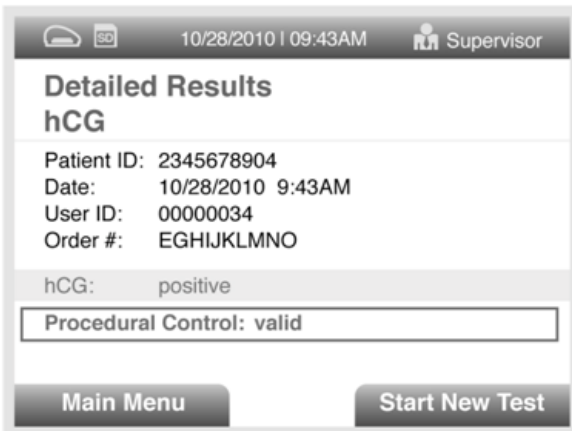 SD 10/28/2010 | 09:43AM Supervisor
Detailed Results
hCG
Patient ID: 2345678904
Date: 10/28/2010 9:43AM
User ID: 00000034
Order #: EGHIJKLMNO
hCG: positive
Procedural Control: valid
Main Menu Start New Test